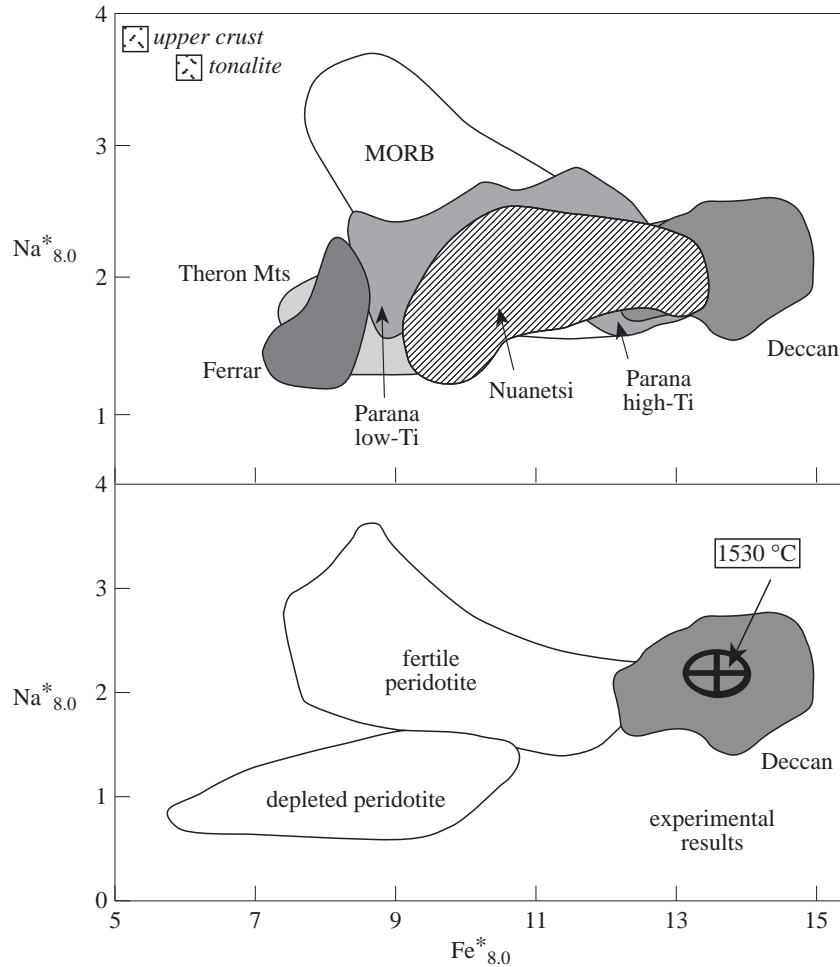 4
upper crust
tonalite
3
MORB
Na*8.0
Theron Mts
2
Ferrar
Deccan
Parana
low-Ti
Nuanetsi
Parana
high-Ti
1
4
1530 °C
3
fertile
peridotite
Na*8.0
2
Deccan
depleted peridotite
1
experimental
results
0
5 7 9 11 13 15
Fe*8.0